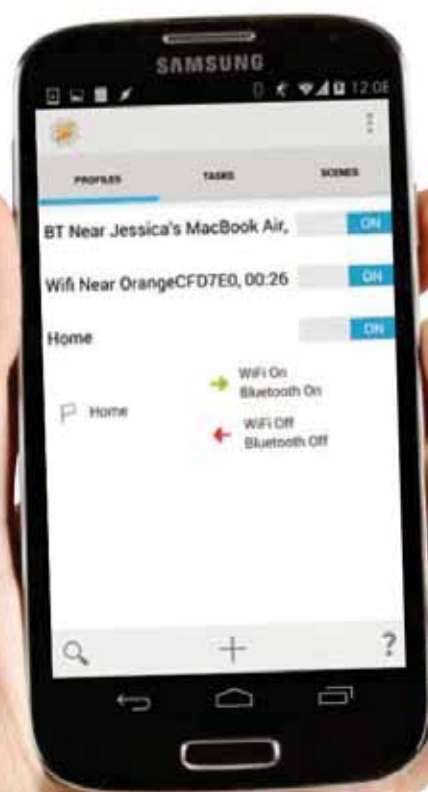 SAMSUNG
12:08
PROFILES TASKS SCENES
BT Near Jessica's MacBook Air, ON
Wifi Near OrangeCFD7E0, 00:26 ON
Home ON
Home
WiFi On
Bluetooth On
WiFi Off
Bluetooth Off
?